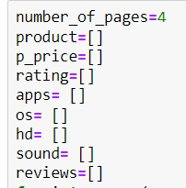 number_of_pages=4
product=[]
p_price=[]
rating=[]
apps= []
os= []
hd= []
sound= []
reviews=[]